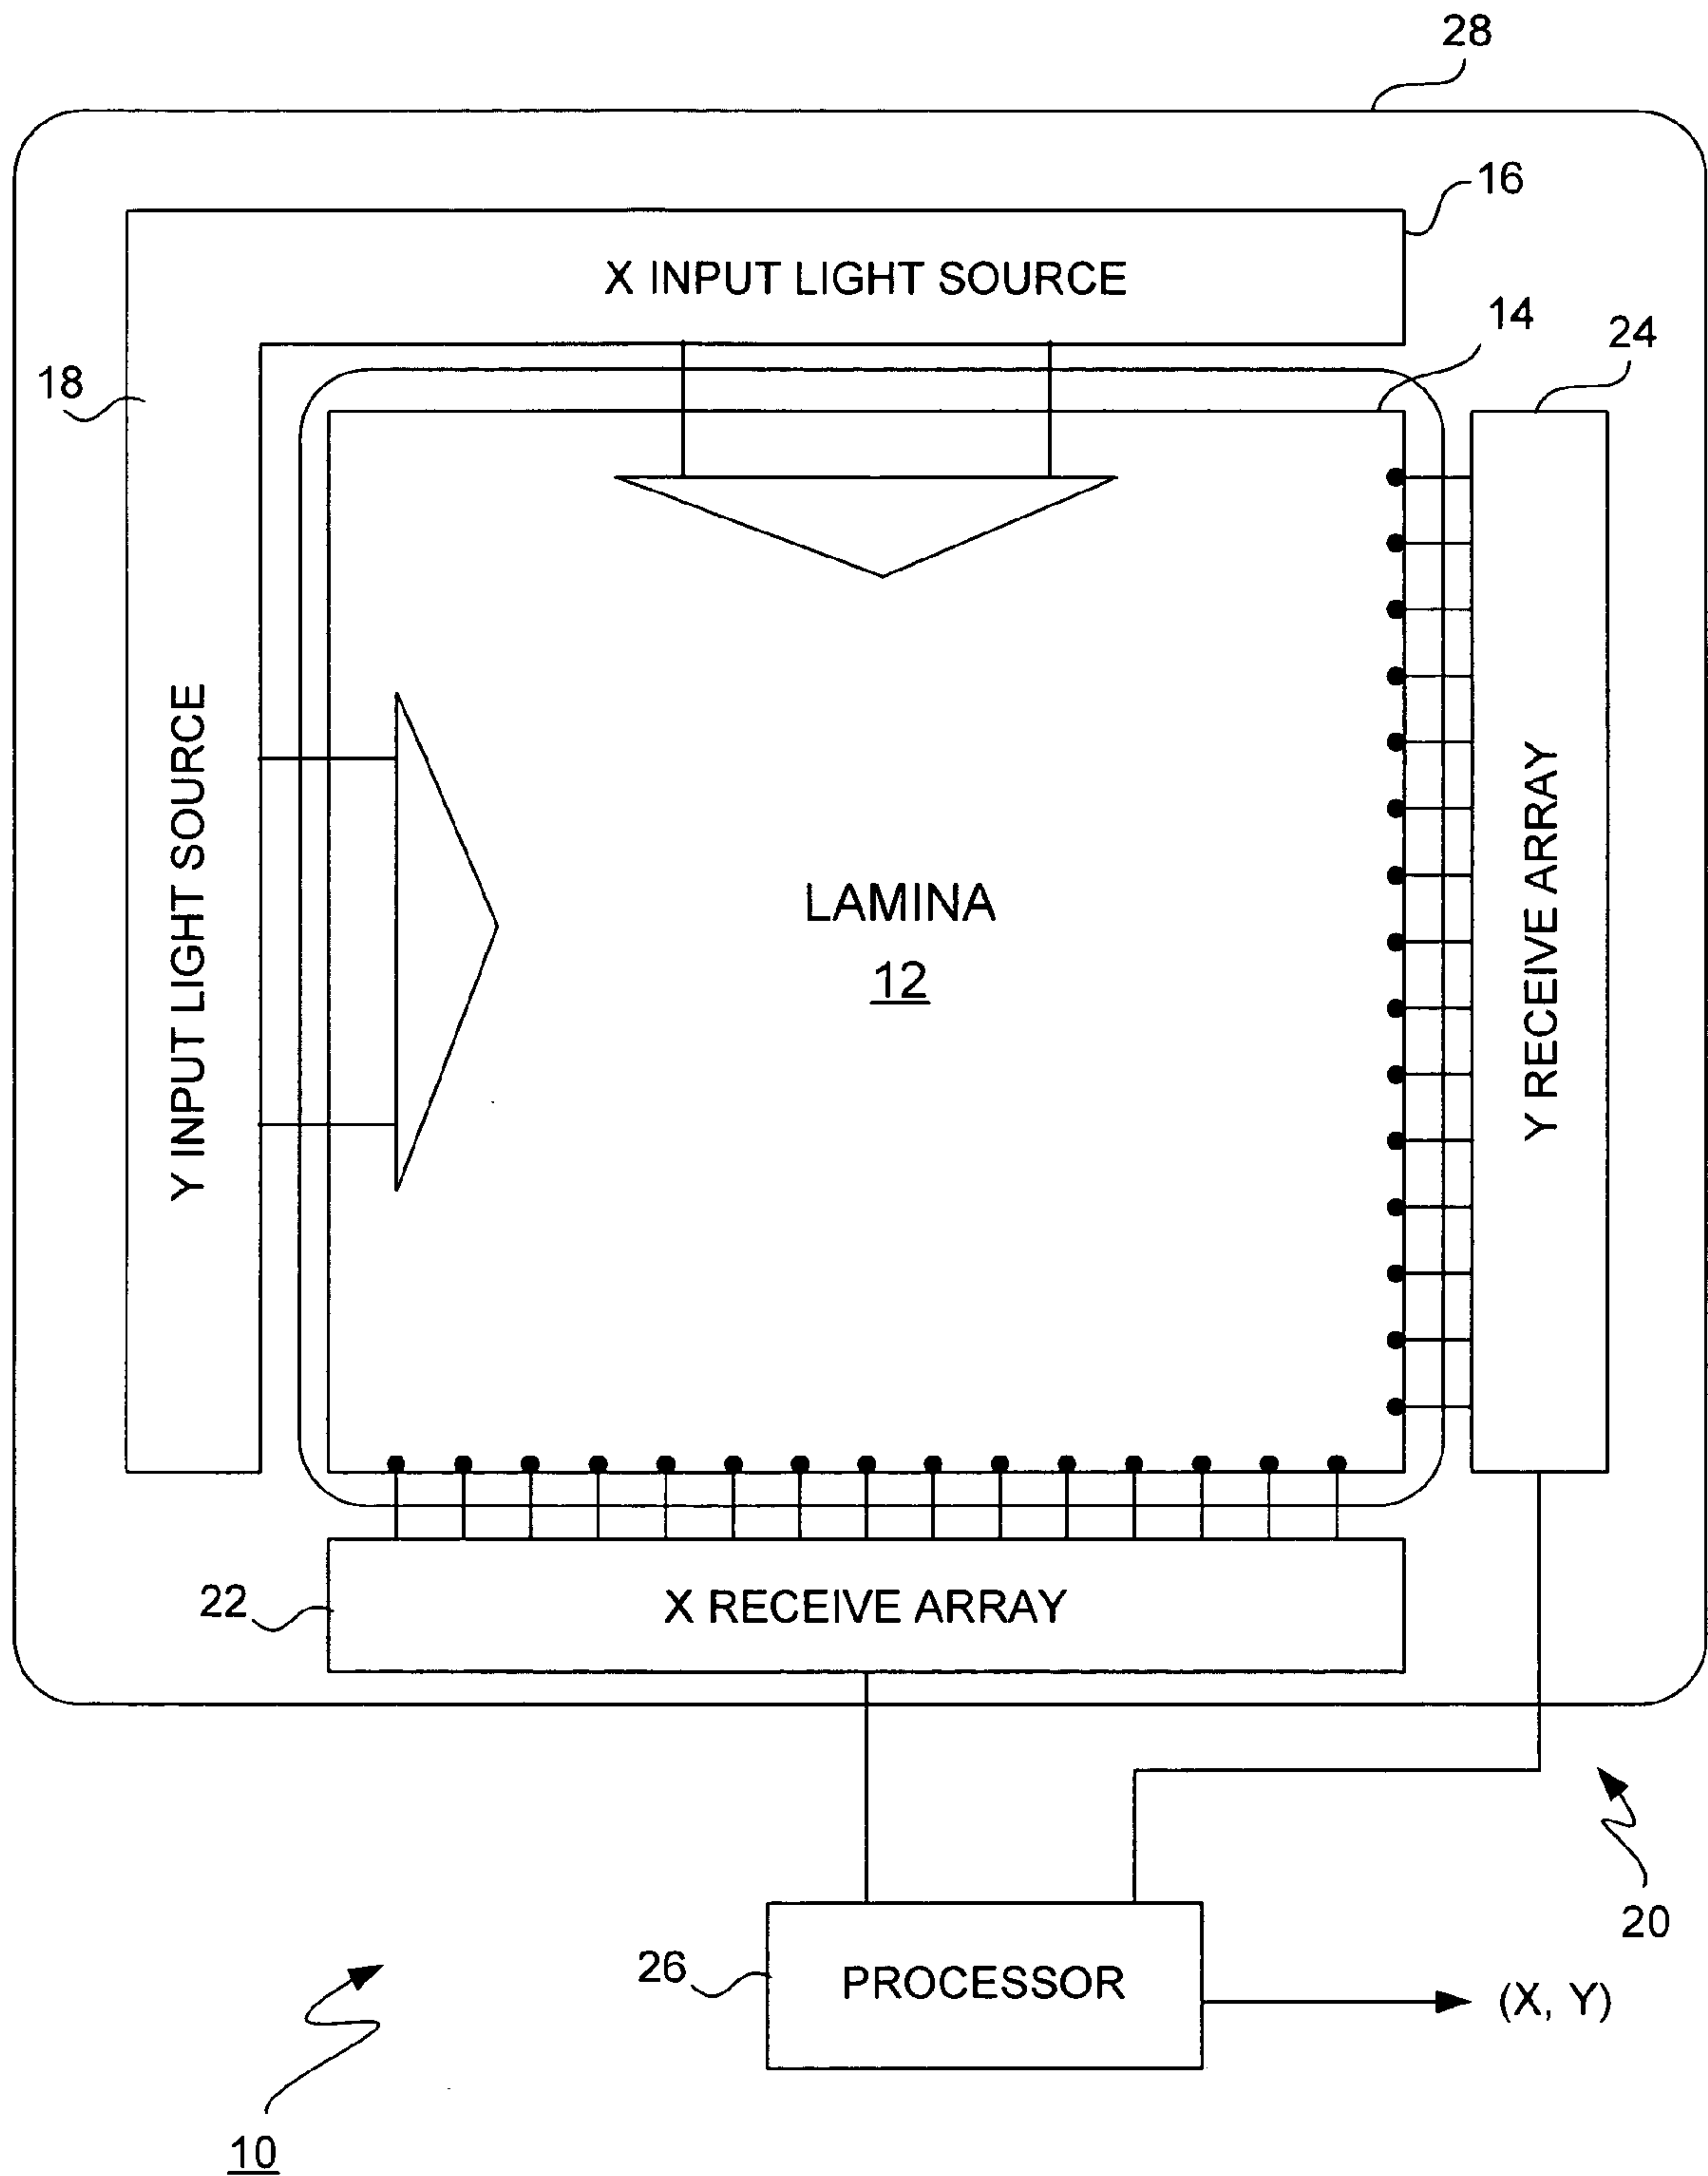 28
16
X INPUT LIGHT SOURCE
14
24
18
Y INPUT LIGHT SOURCE
LAMINA
12
Y RECEIVE ARRAY
22
X RECEIVE ARRAY
20
26
PROCESSOR
(X, Y)
10